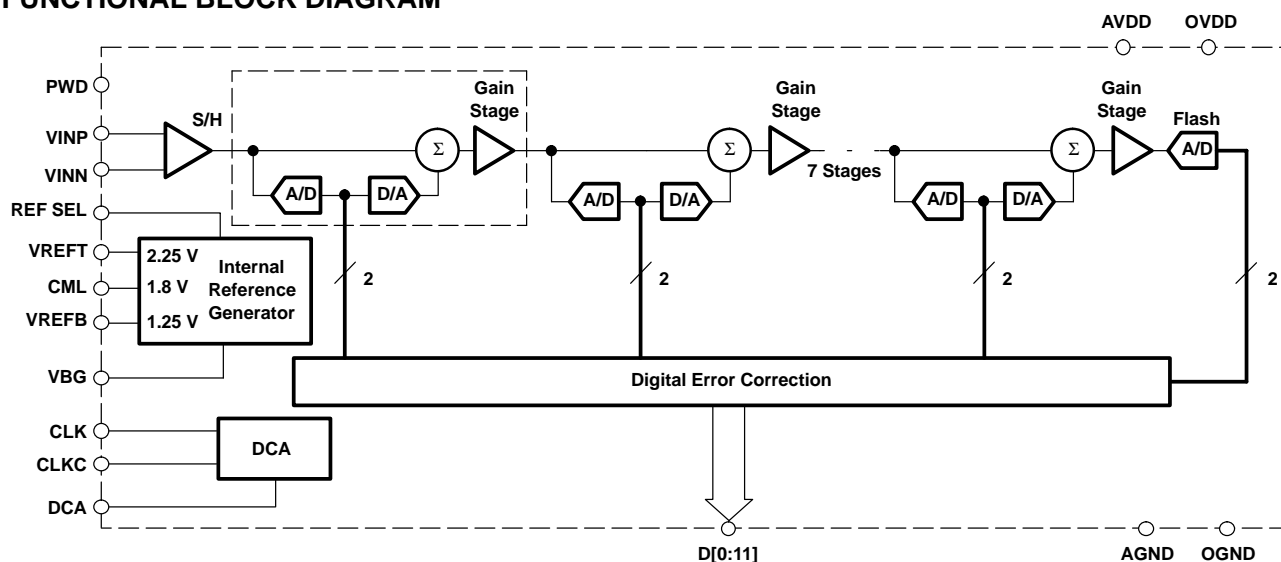 FUNCTIONAL BLOCK DIAGRAM
AVDD
OVDD
PWD
VINP
VINN
REF SEL
VREFT
CML
VREFB
VBG
CLK
CLKC
DCA
S/H
Gain
Stage
Σ
A/D
D/A
2
Gain
Stage
Σ
A/D
D/A
2
7 Stages
Gain
Stage
Σ
A/D
D/A
2
Flash
A/D
2
2.25 V
1.8 V
1.25 V
Internal
Reference
Generator
Digital Error Correction
DCA
D[0:11]
AGND
OGND